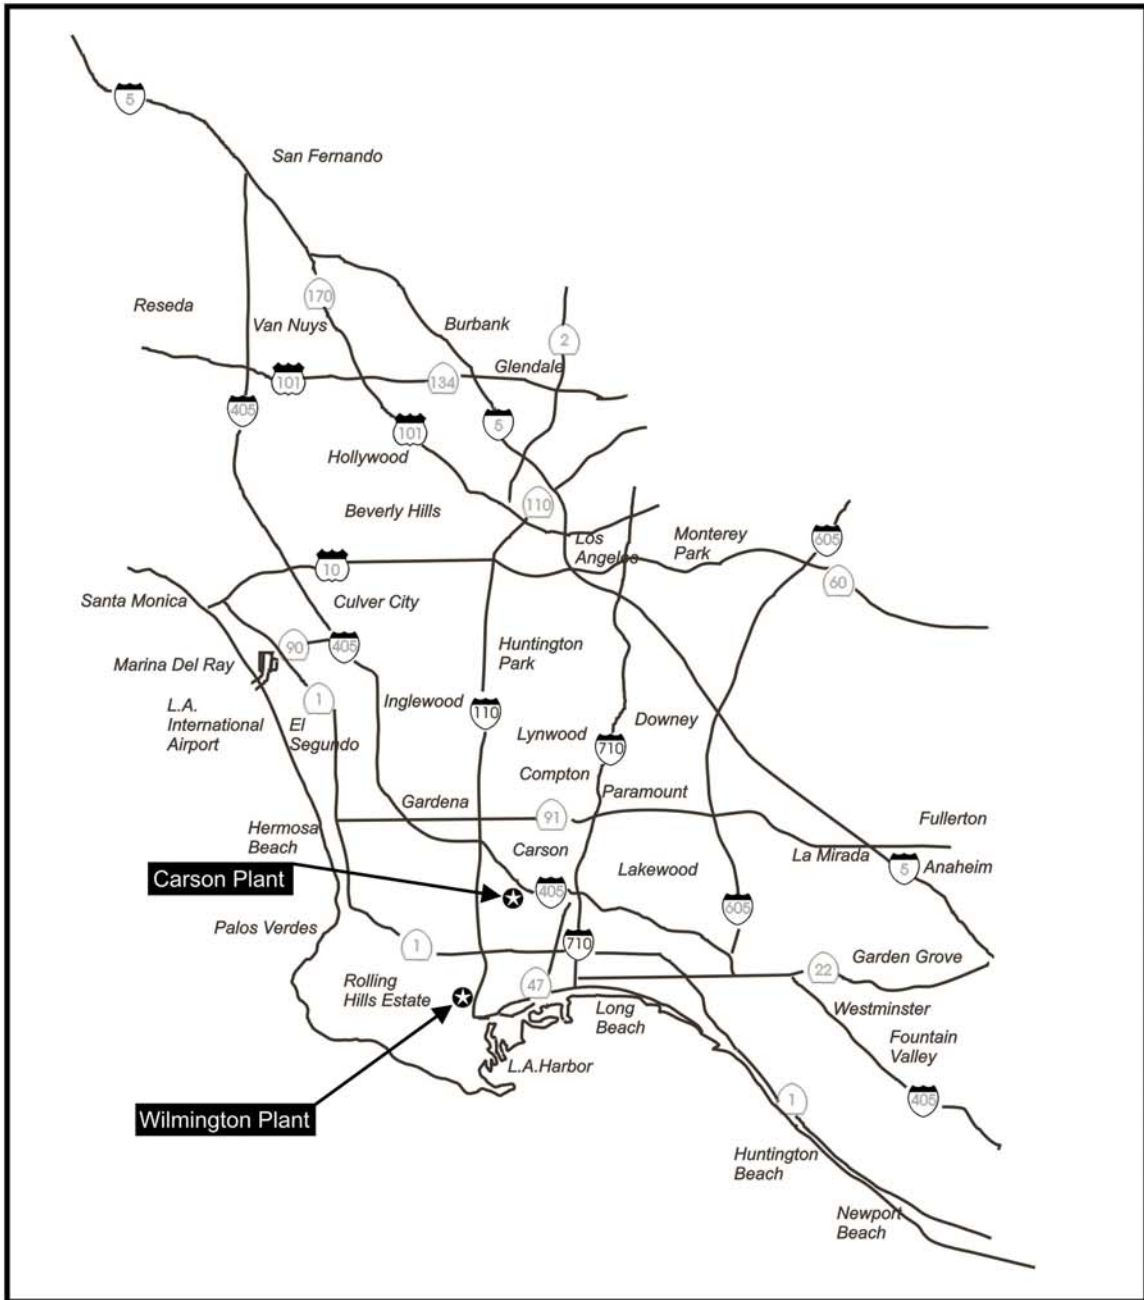 5
San Fernando
170
Reseda
Van Nuys
Burbank
2
Glendale
101
134
405
5
101
Hollywood
110
Beverly Hills
Los
Angeles
Monterey
Park
605
10
60
Santa Monica
Culver City
90
405
Huntington
Park
Marina Del Ray
1
Inglewood
110
L.A.
International
Airport
El
Segundo
Lynwood
710
Downey
Compton
Paramount
Gardena
91
Fullerton
Hermosa
Beach
Carson
La Mirada
5
Anaheim
Carson Plant
405
Lakewood
605
Palos Verdes
1
710
Garden Grove
22
Rolling
Hills Estate
47
Long
Beach
Westminster
Fountain
Valley
L.A.Harbor
Wilmington Plant
1
405
Huntington
Beach
Newport
Beach